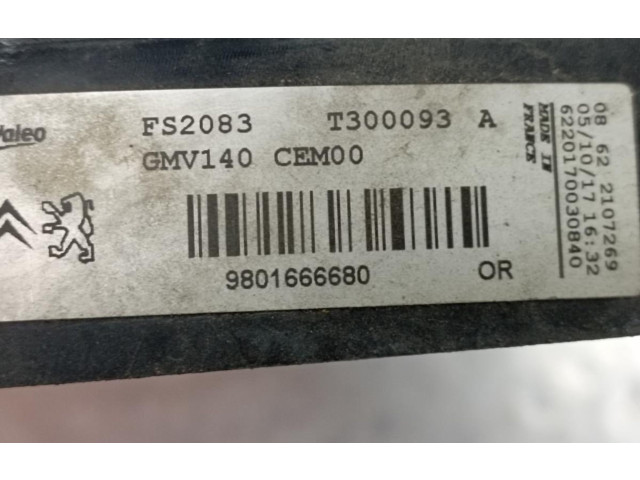 Valeo
FS2083 T300093 A
GMV140 CEM00
9801666680 OR
MADE IN
FRANCE
08 62 2107269
05/10/17 16:32
6220170030840